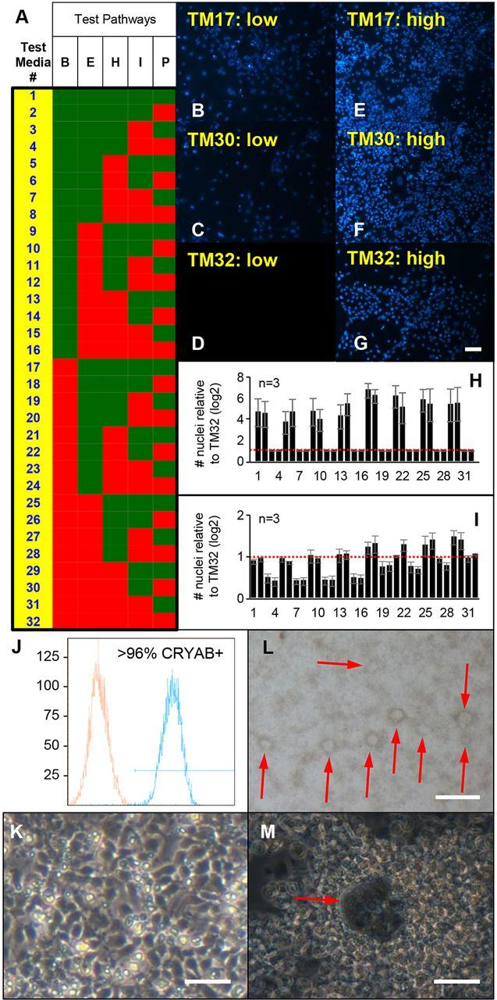 A
Test Pathways
Test Media #
B E H I P
1
2
3
4
5
6
7
8
9
10
11
12
13
14
15
16
17
18
19
20
21
22
23
24
25
26
27
28
29
30
31
32
TM17: low
B
TM17: high
E
TM30: low
C
TM30: high
F
TM32: low
D
TM32: high
G
H
n=3
# nuclei relative
to TM32 (log2)
8
6
4
2
0
1 4 7 10 13 16 19 22 25 28 31
I
n=3
# nuclei relative
to TM32 (log2)
2
1
0
1 4 7 10 13 16 19 22 25 28 31
J
>96% CRYAB+
125
100
75
50
25
L
K
M